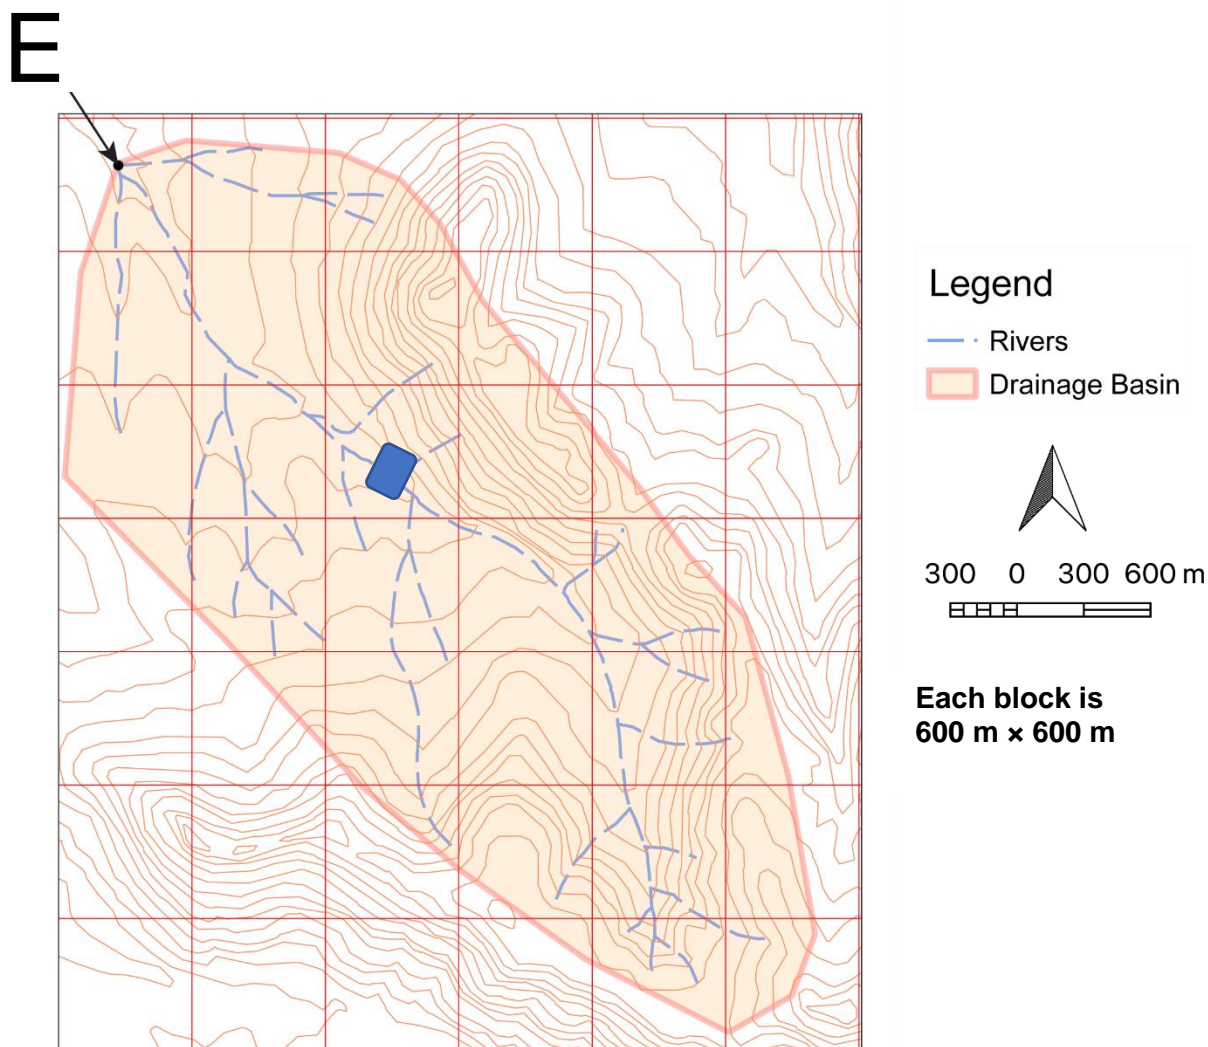 E
Legend
Rivers
Drainage Basin
300 0 300 600 m
Each block is
600 m × 600 m